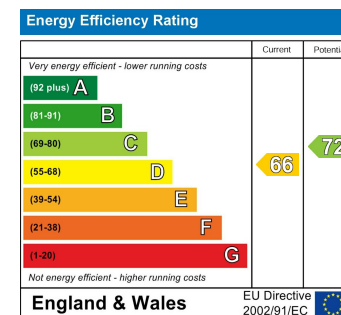 Energy Efficiency Rating
Current
Very energy efficient - lower running costs
(92 plus) A
(81-91) B
(69-80) C
72
(55-68) D
66
(39-54) E
(21-38) F
(1-20) G
Not energy efficient - higher running costs
England & Wales
EU Directive
2002/91/EC